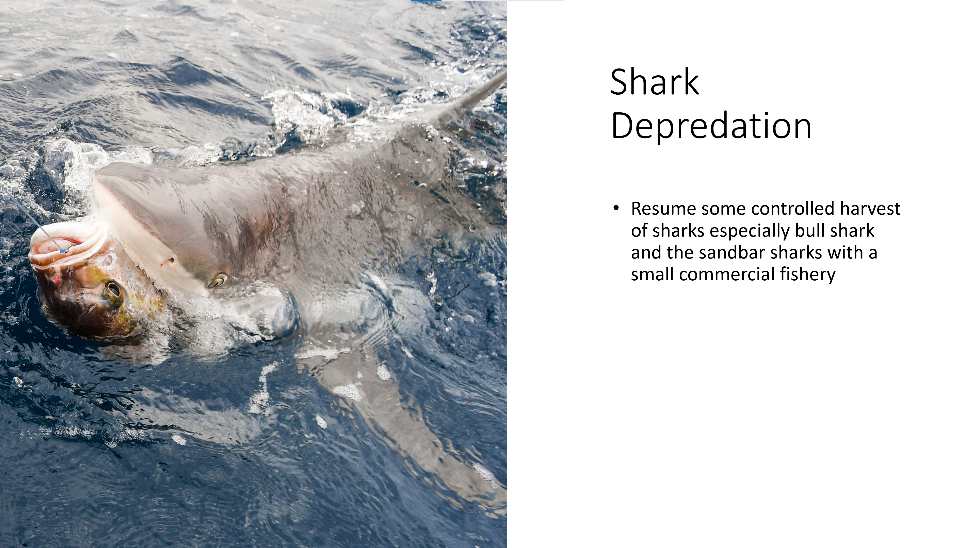 Shark
Depredation
• Resume some controlled harvest
of sharks especially bull shark
and the sandbar sharks with a
small commercial fishery